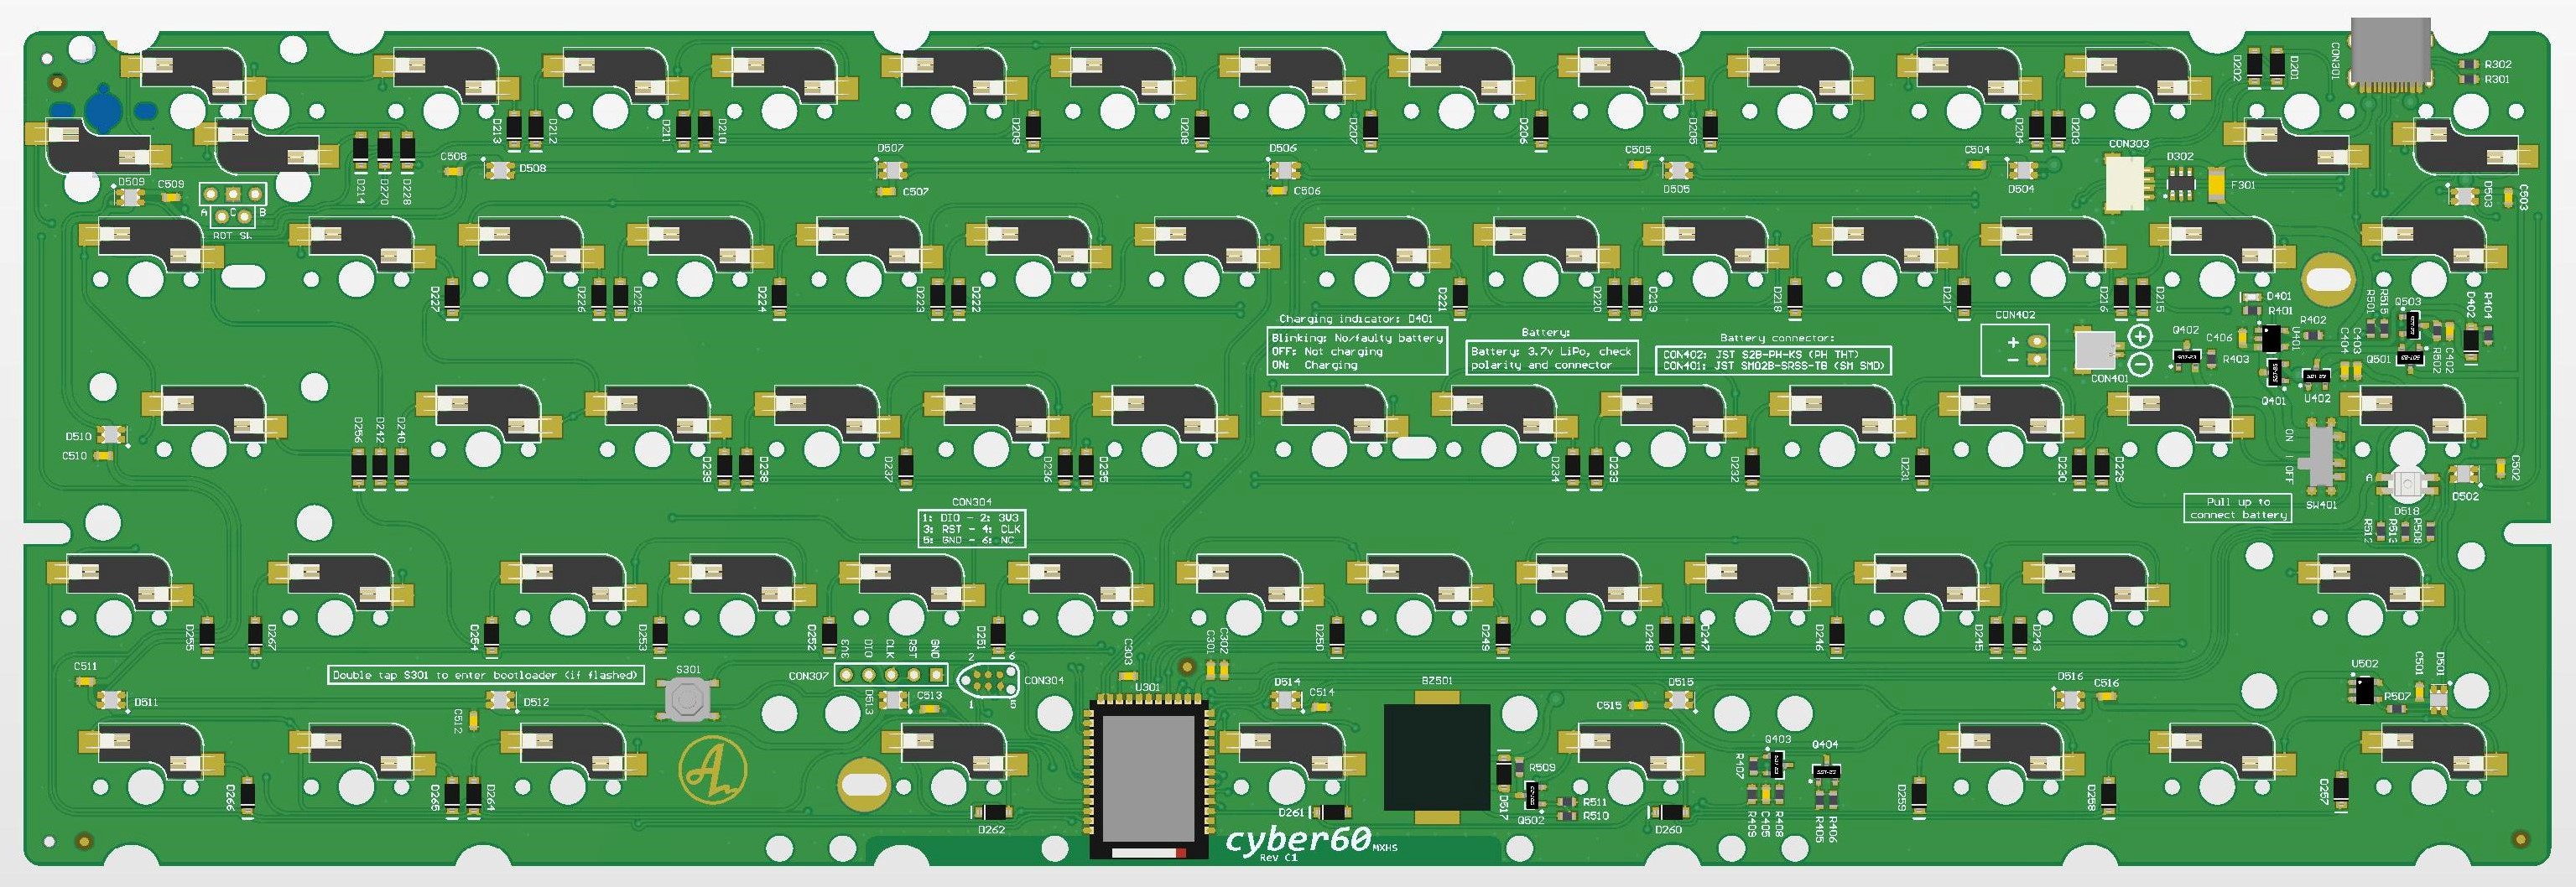 CON301
R302
R301
D202
D201
D213
D212
D211
D210
D209
D208
D207
D206
D205
D204
D203
D214
D270
D228
C508
D508
D507
C507
D506
C506
C505
D505
C504
D504
CON303
D302
F301
D503
C503
D509
C509
A C B
ROT SW
D227
D226
D225
D224
D223
D222
D221
D220
D219
D218
D217
D216
D215
Charging indicator: D401
Blinking: No/faulty battery
OFF: Not charging
ON: Charging
Battery:
Battery: 3.7v LiPo, check
polarity and connector
Battery connector:
CON402: JST S2B-PH-KS (PH THT)
CON401: JST SM02B-SRSS-TB (SM SMD)
CON402
+
-
CON401
D401
R401
Q402
C406
R403
U401
R402
Q401
U402
C404
C403
R501
R515
Q503
Q501
R502
C402
D402
R404
D510
C510
D256
D242
D240
D239
D238
D237
D236
D235
D234
D233
D232
D231
D230
D229
ON | OFF
SW401
A
D518
D502
C502
R512
R513
R508
Pull up to
connect battery
CON304
1: DIO - 2: 3V3
3: RST - 4: CLK
5: GND - 6: NC
D255
D267
D254
D253
D252
3V3
DIO
CLK
RST
GND
D251
D250
D249
D248
D247
D246
D245
D243
Double tap S301 to enter bootloader (if flashed)
S301
CON307
2 6
1 5
CON304
C303
C301
C302
U301
C511
D511
D512
C512
D513
C513
D514
C514
BZ501
C515
D515
D516
C516
U502
R507
C501
D501
D266
D265
D264
D262
D261
D517
R509
Q502
R511
R510
D260
Q403
Q404
R407
R409
C405
R408
R405
R406
D259
D258
D257
cyber60
MXHS
Rev C1